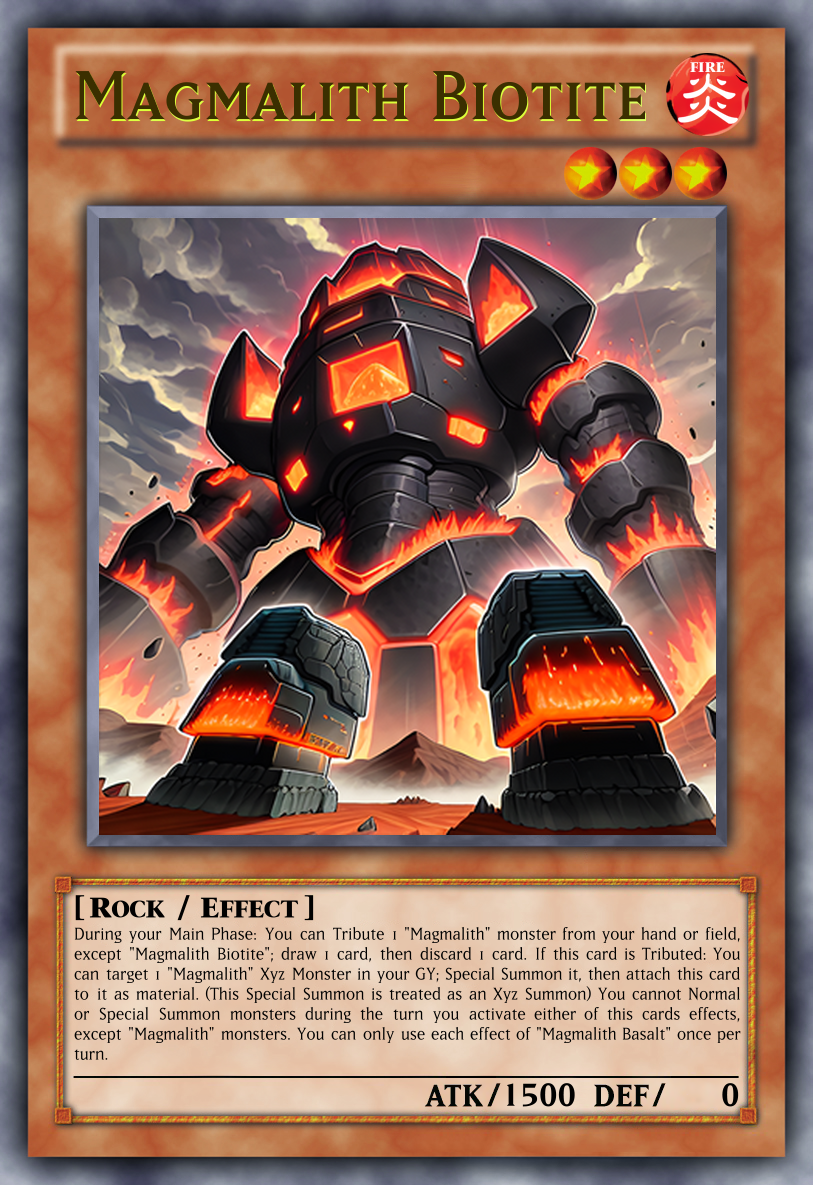 Magmalith Biotite
FIRE
炎
[ Rock / Effect ]
During your Main Phase: You can Tribute 1 "Magmalith" monster from your hand or field,
except "Magmalith Biotite"; draw 1 card, then discard 1 card. If this card is Tributed: You
can target 1 "Magmalith" Xyz Monster in your GY; Special Summon it, then attach this card
to it as material. (This Special Summon is treated as an Xyz Summon) You cannot Normal
or Special Summon monsters during the turn you activate either of this cards effects,
except "Magmalith" monsters. You can only use each effect of "Magmalith Basalt" once per
turn.
ATK/1500 DEF/ 0